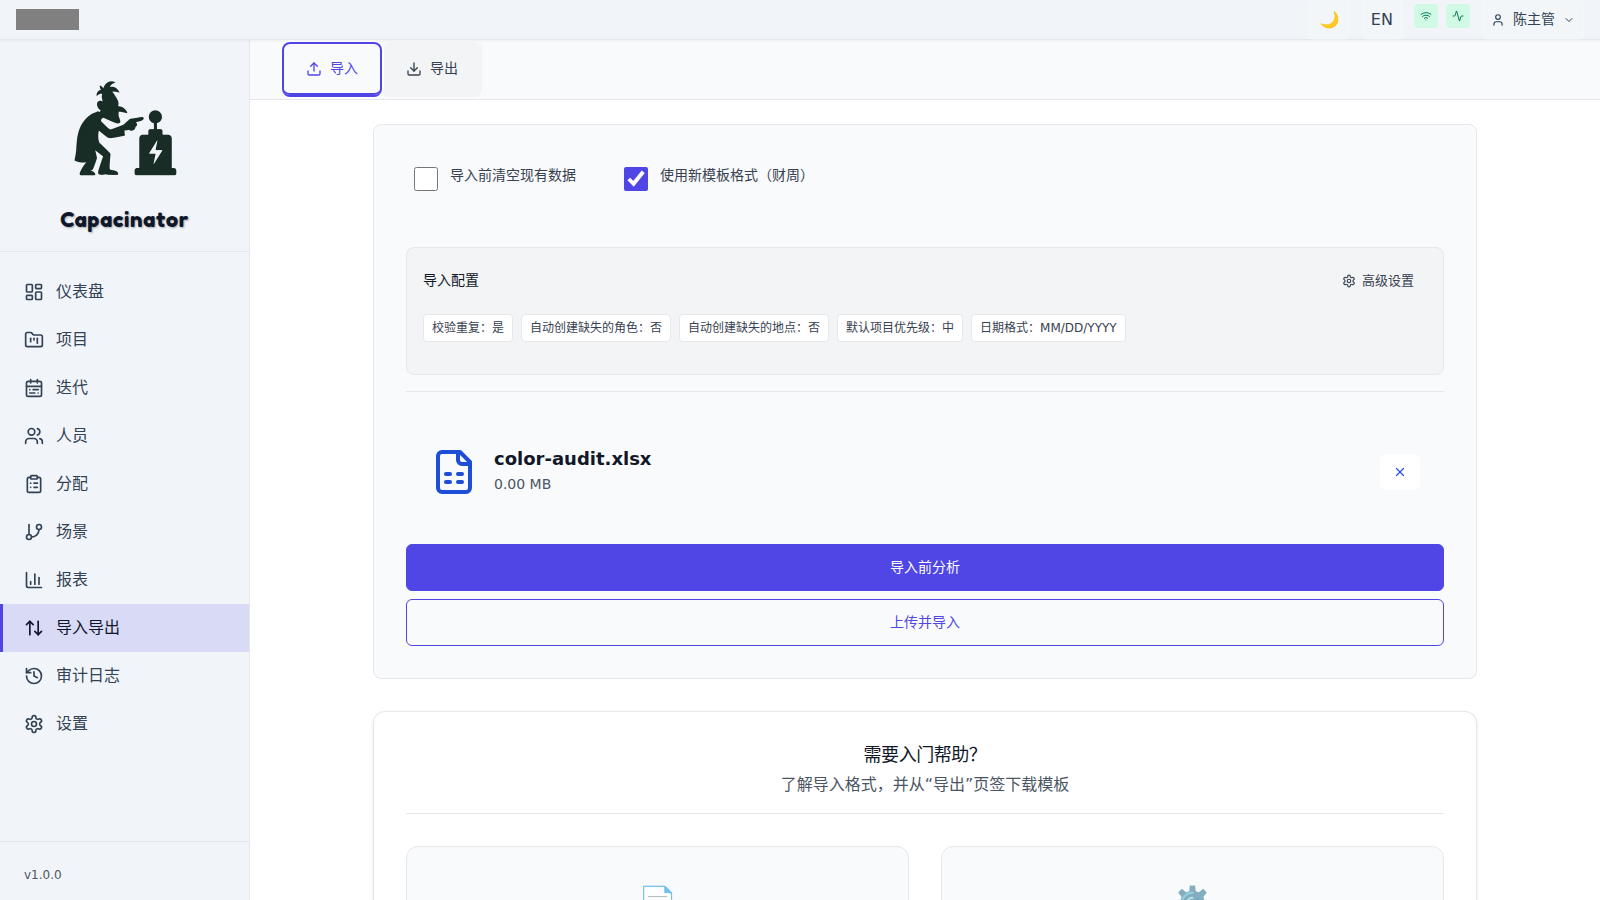 EN
陈主管
导入
导出
Capacinator
导入前清空现有数据
使用新模板格式（财周）
导入配置
高级设置
校验重复：是
自动创建缺失的角色：否
自动创建缺失的地点：否
默认项目优先级：中
日期格式：MM/DD/YYYY
仪表盘
项目
迭代
人员
分配
场景
报表
导入导出
审计日志
设置
color-audit.xlsx
0.00 MB
导入前分析
上传并导入
需要入门帮助？
了解导入格式，并从“导出”页签下载模板
v1.0.0